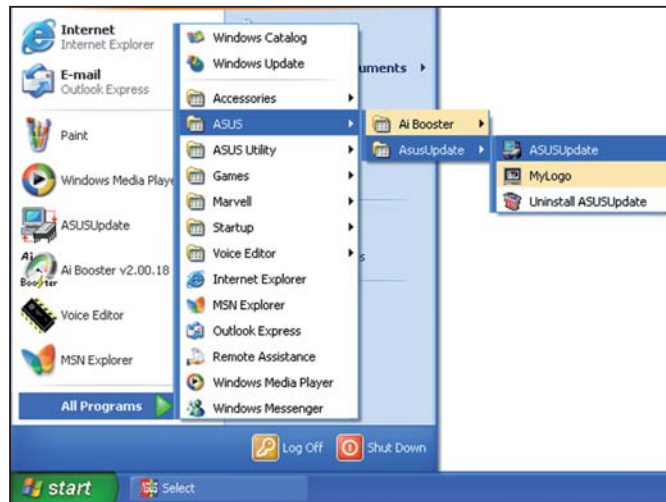 Internet
Internet Explorer
E-mail
Outlook Express
Paint
Windows Media Playe
ASUSUpdate
Ai Booster
Ai Booster v2.00.18
Voice Editor
MSN Explorer
All Programs
Windows Catalog
Windows Update
Accessories
ASUS
ASUS Utility
Games
Marvell
Startup
Voice Editor
Internet Explorer
MSN Explorer
Outlook Express
Remote Assistance
Windows Media Player
Windows Messenger
uments
s
Ai Booster
AsusUpdate
ASUSUpdate
MyLogo
Uninstall ASUSUpdate
Log Off
Shut Down
start
Select